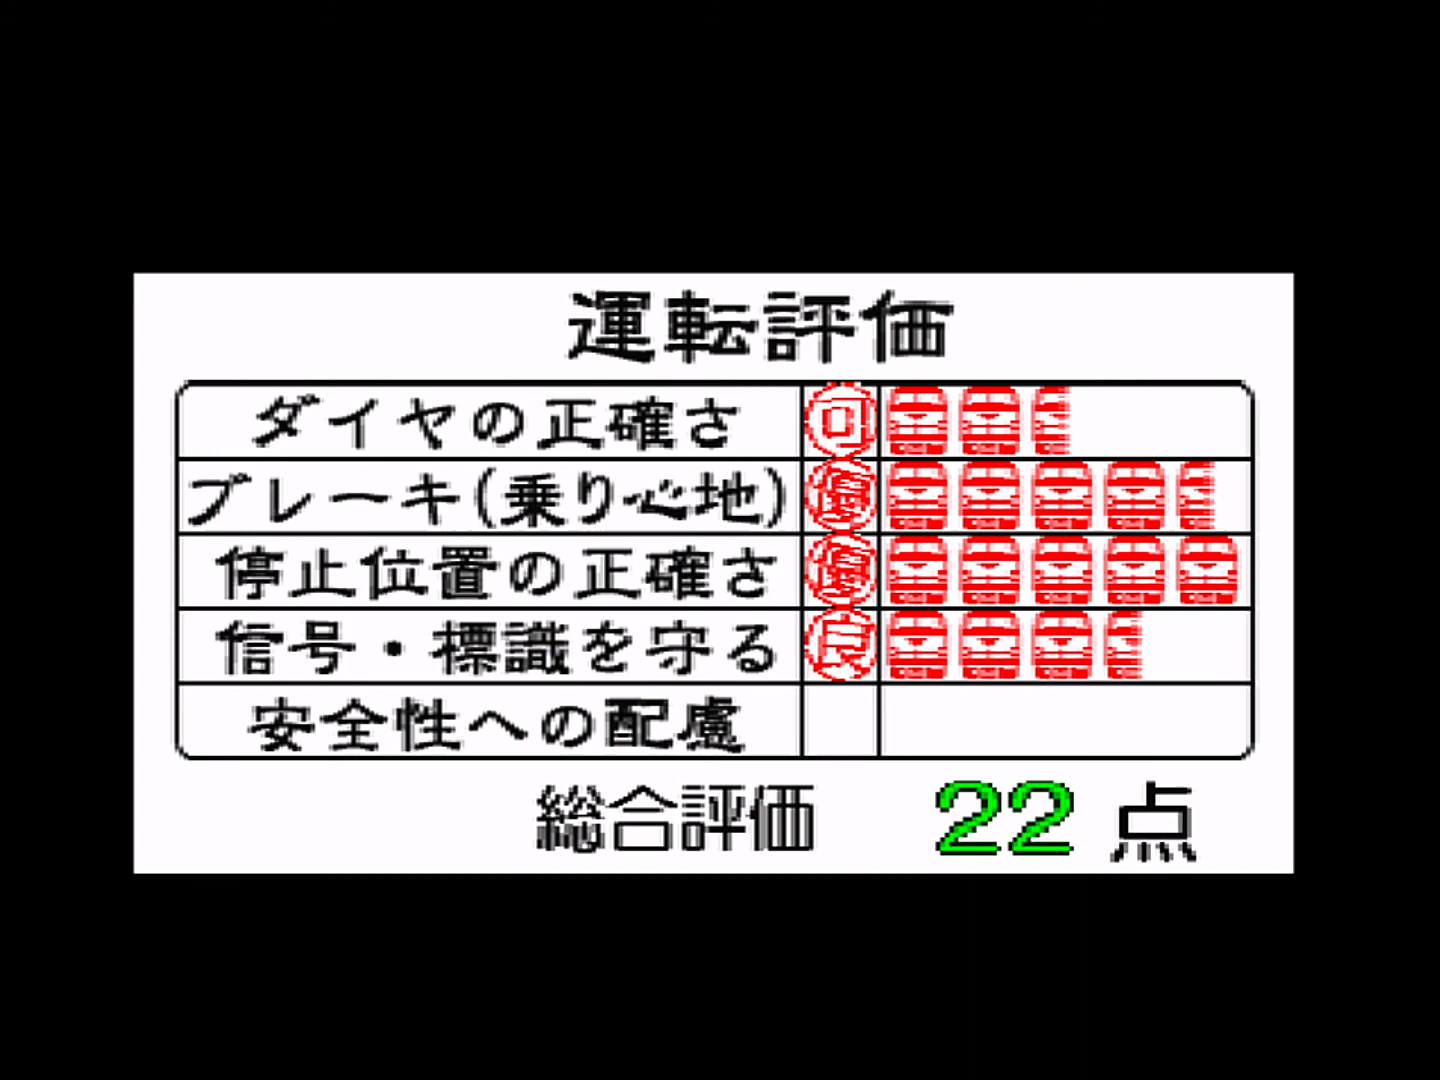 運転評価
ダイヤの正確さ 可
ブレーキ(乗り心地) 優
停止位置の正確さ 優
信号・標識を守る 良
安全性への配慮
総合評価 22点